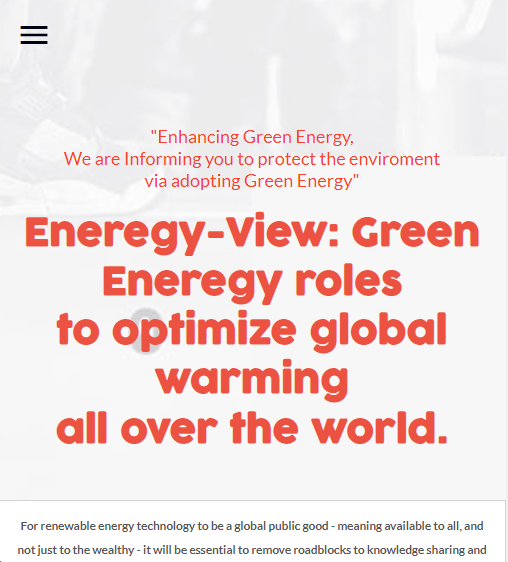 "Enhancing Green Energy,
We are Informing you to protect the enviroment
via adopting Green Energy"
Eneregy-View: Green
Eneregy roles
to optimize global
warming
all over the world.
For renewable energy technology to be a global public good - meaning available to all, and
not just to the wealthy - it will be essential to remove roadblocks to knowledge sharing and